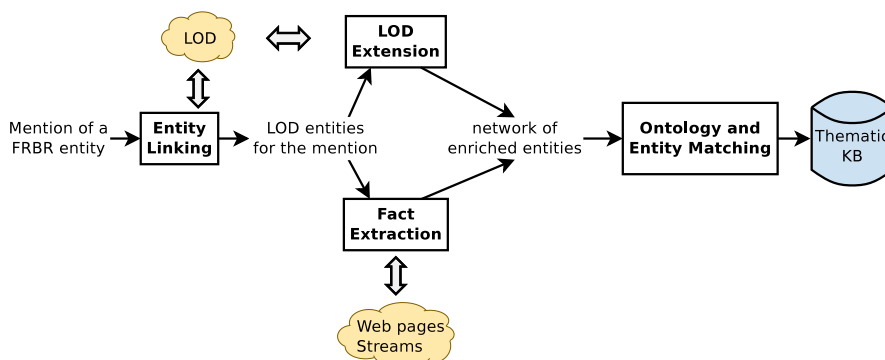 LOD
LOD
Extension
Mention of a
FRBR entity
Entity
Linking
LOD entities
for the mention
network of
enriched entities
Ontology and
Entity Matching
Thematic
KB
Fact
Extraction
Web pages
Streams